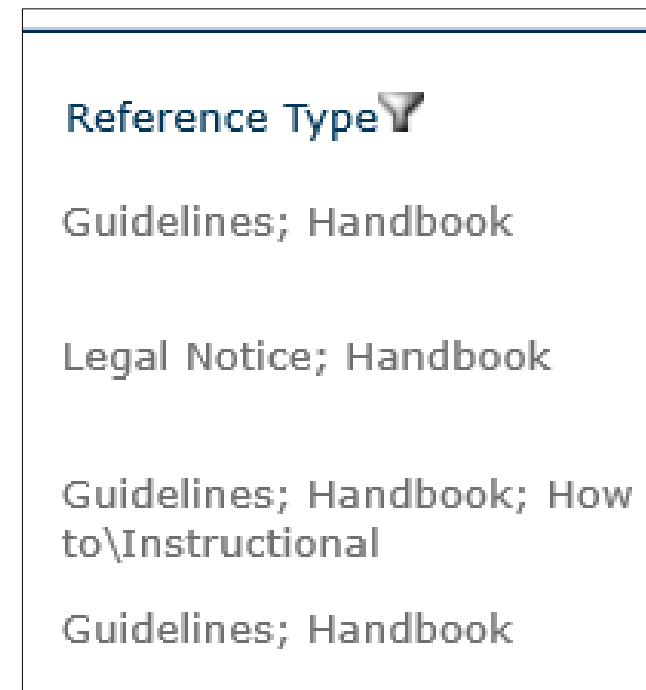 Reference Type
Guidelines; Handbook
Legal Notice; Handbook
Guidelines; Handbook; How
to\Instructional
Guidelines; Handbook